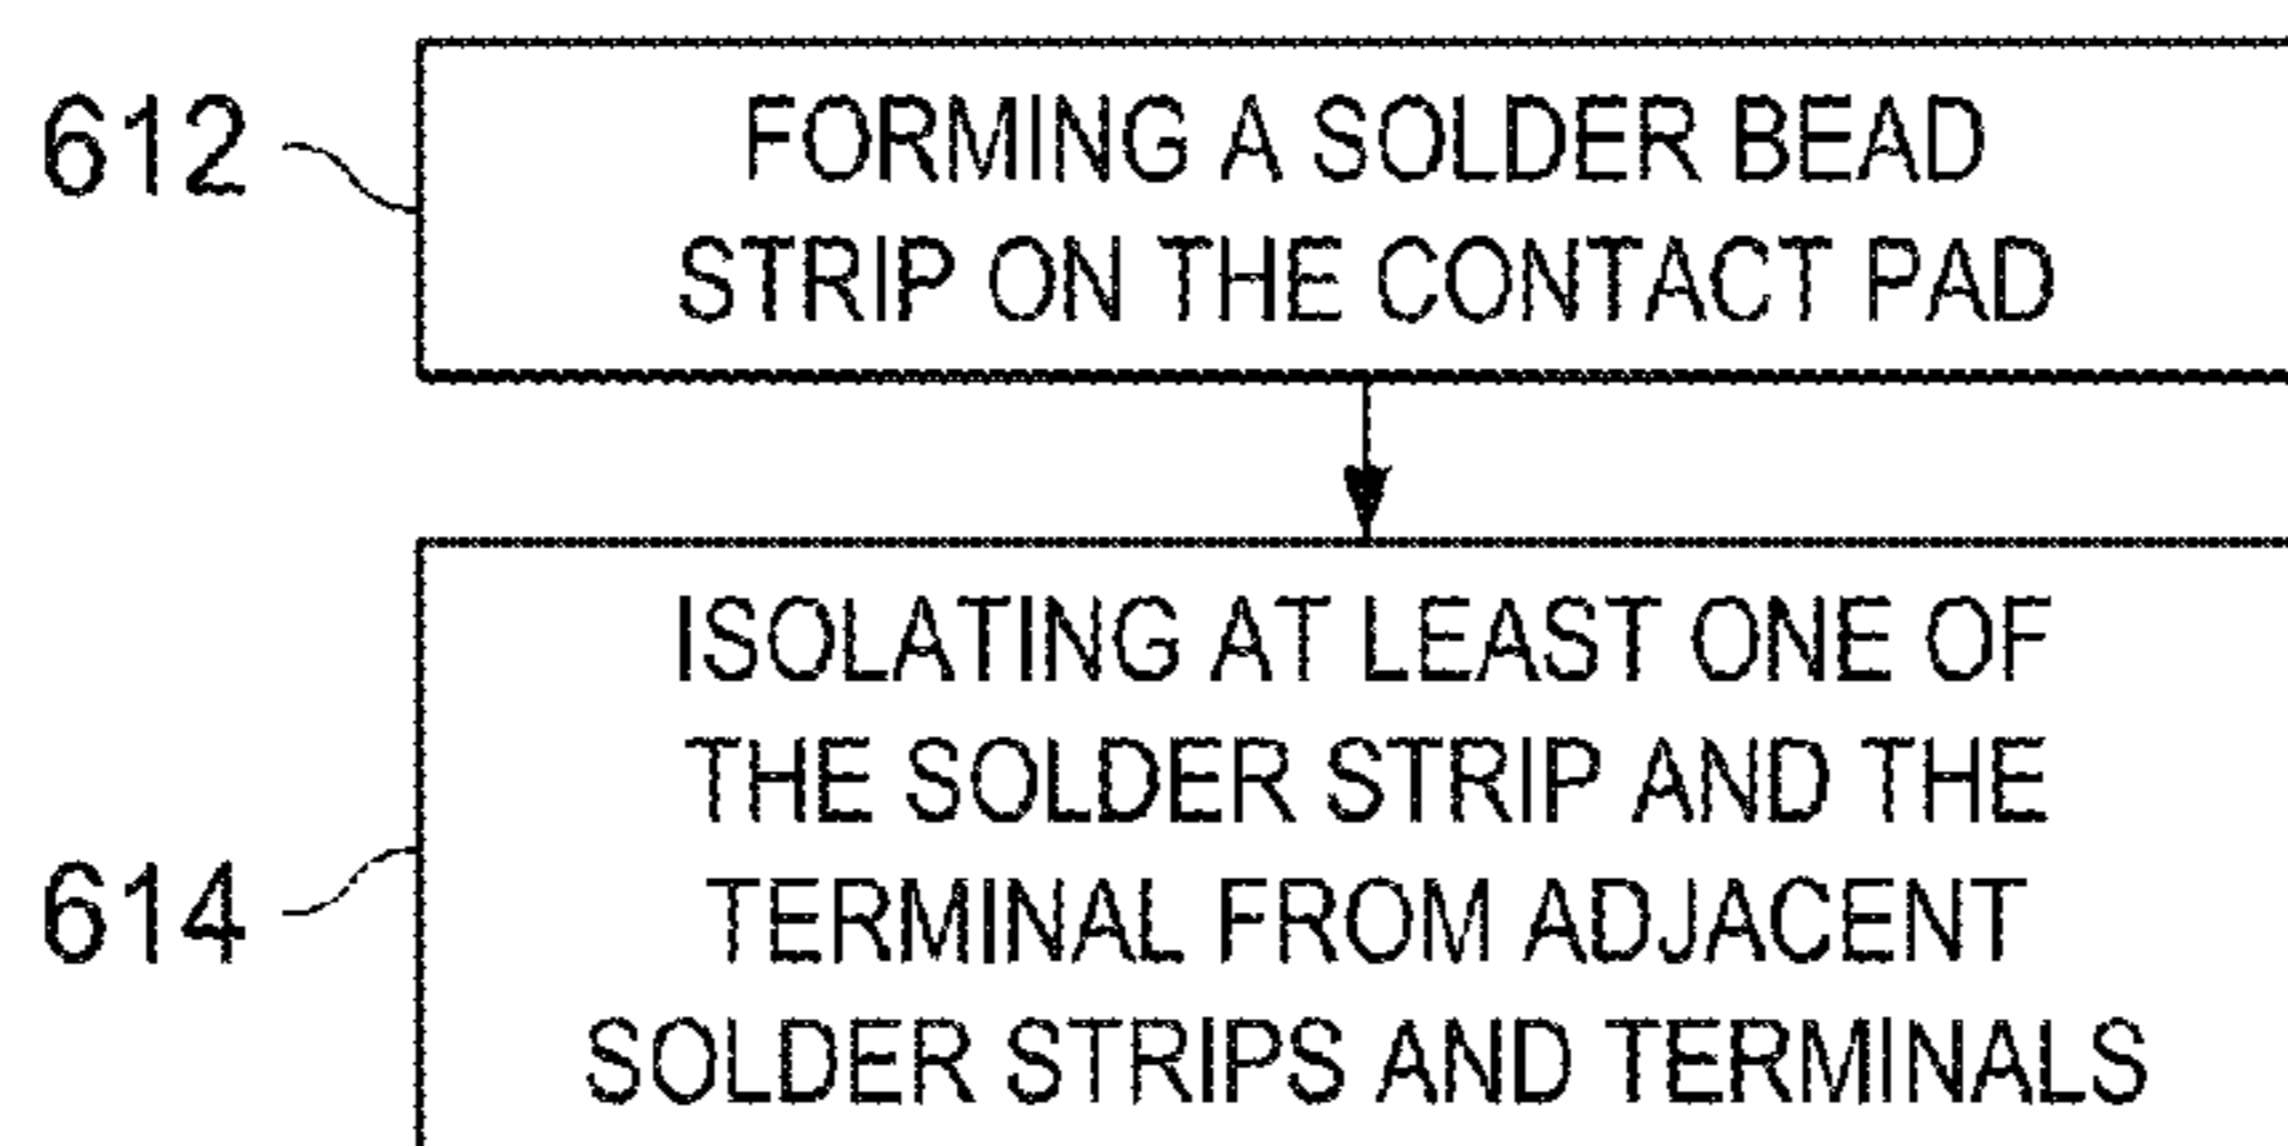 612
FORMING A SOLDER BEAD
STRIP ON THE CONTACT PAD
ISOLATING AT LEAST ONE OF
THE SOLDER STRIP AND THE
614
TERMINAL FROM ADJACENT
SOLDER STRIPS AND TERMINALS